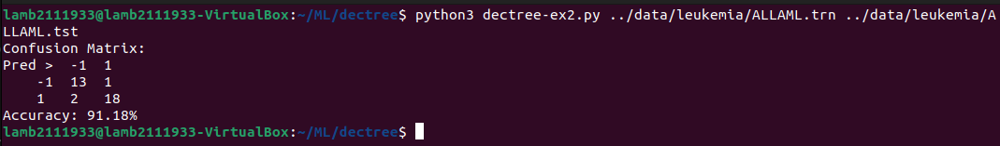 lamb2111933@lamb2111933-VirtualBox:~/ML/dectree$ python3 dectree-ex2.py ../data/leukemia/ALLAML.trn ../data/leukemia/A
LLAML.tst
Confusion Matrix:
Pred >  -1  1
    -1  13  1
    1   2   18
Accuracy: 91.18%
lamb2111933@lamb2111933-VirtualBox:~/ML/dectree$